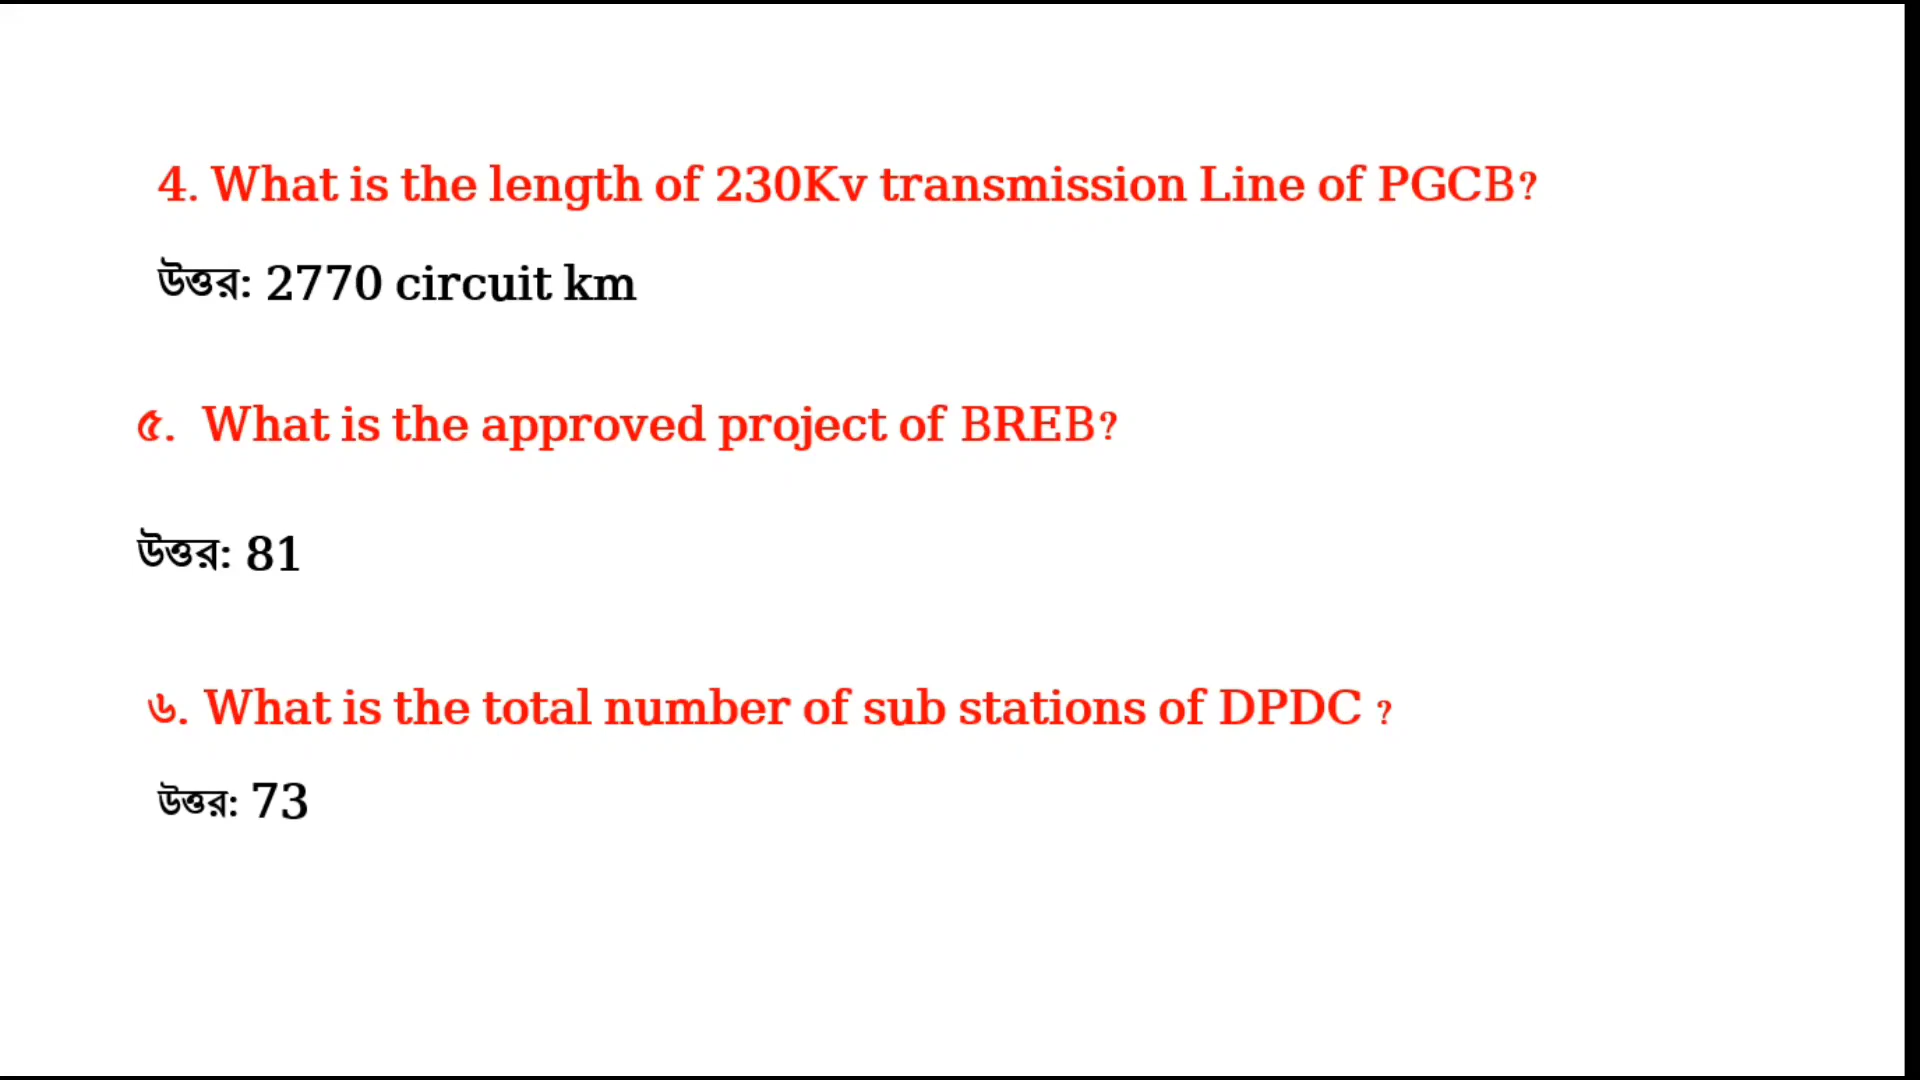 4. What is the length of 230Kv transmission Line of PGCB?
উত্তর: 2770 circuit km
৫. What is the approved project of BREB?
উত্তর: 81
৬. What is the total number of sub stations of DPDC ?
উত্তর: 73